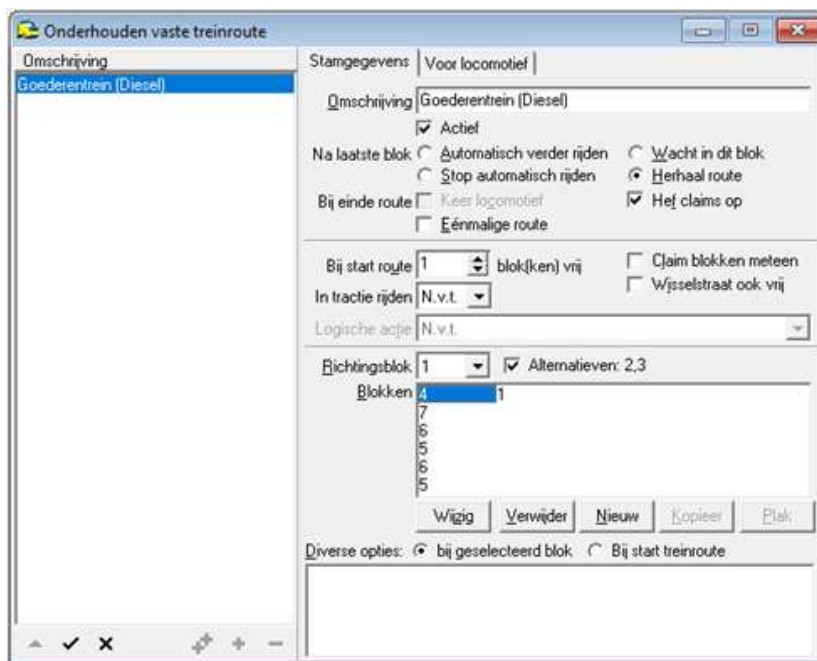 Onderhouden vaste treinroute
Omschrijving
Goederentrein (Diesel)
Stamgegevens Voor locomotief
Omschrijving Goederentrein (Diesel)
Actief
Na laatste blok Automatisch verder rijden Wacht in dit blok
Stop automatisch rijden Herhaal route
Bij einde route Keer locomotief Hef claims op
Eénmalige route
Bij start route 1 blok(ken) vrij Claim blokken meteen
In tractie rijden N.v.t. Wisselstraat ook vrij
Logische actie N.v.t.
Richtingsblok 1 Alternatieven: 2,3
Blokken 4 1
7
6
5
6
5
Wijzig Verwijder Nieuw Kopieer Plak
Diverse opties: bij geselecteerd blok Bij start treinroute